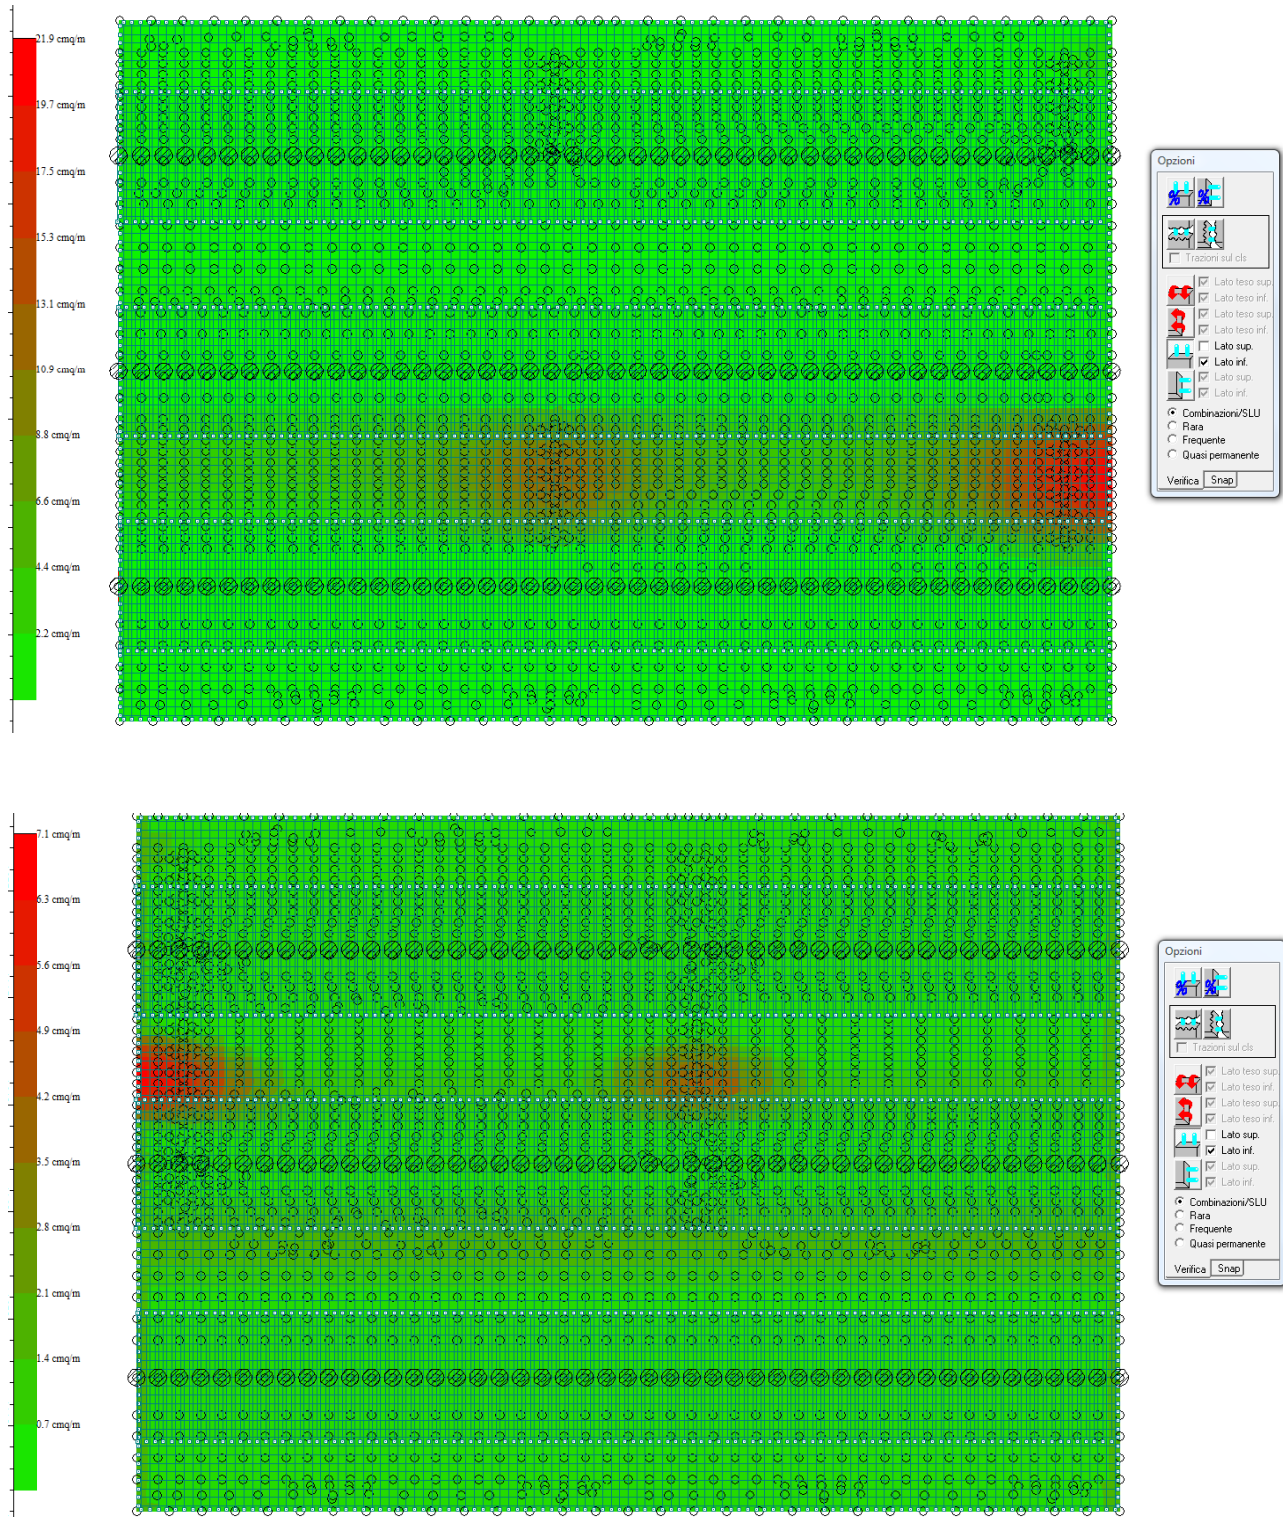 21.9 cmq/m
19.7 cmq/m
17.5 cmq/m
15.3 cmq/m
13.1 cmq/m
10.9 cmq/m
8.8 cmq/m
6.6 cmq/m
4.4 cmq/m
2.2 cmq/m
Opzioni
% %
Trazioni sul cls
Lato teso sup.
Lato teso inf.
Lato teso sup.
Lato teso inf.
Lato sup.
Lato inf.
Lato sup.
Lato inf.
Combinazioni/SLU
Rara
Frequente
Quasi permanente
Verifica Snap
7.1 cmq/m
6.3 cmq/m
5.6 cmq/m
4.9 cmq/m
4.2 cmq/m
3.5 cmq/m
2.8 cmq/m
2.1 cmq/m
1.4 cmq/m
0.7 cmq/m
Opzioni
% %
Trazioni sul cls
Lato teso sup.
Lato teso inf.
Lato teso sup.
Lato teso inf.
Lato sup.
Lato inf.
Lato sup.
Lato inf.
Combinazioni/SLU
Rara
Frequente
Quasi permanente
Verifica Snap